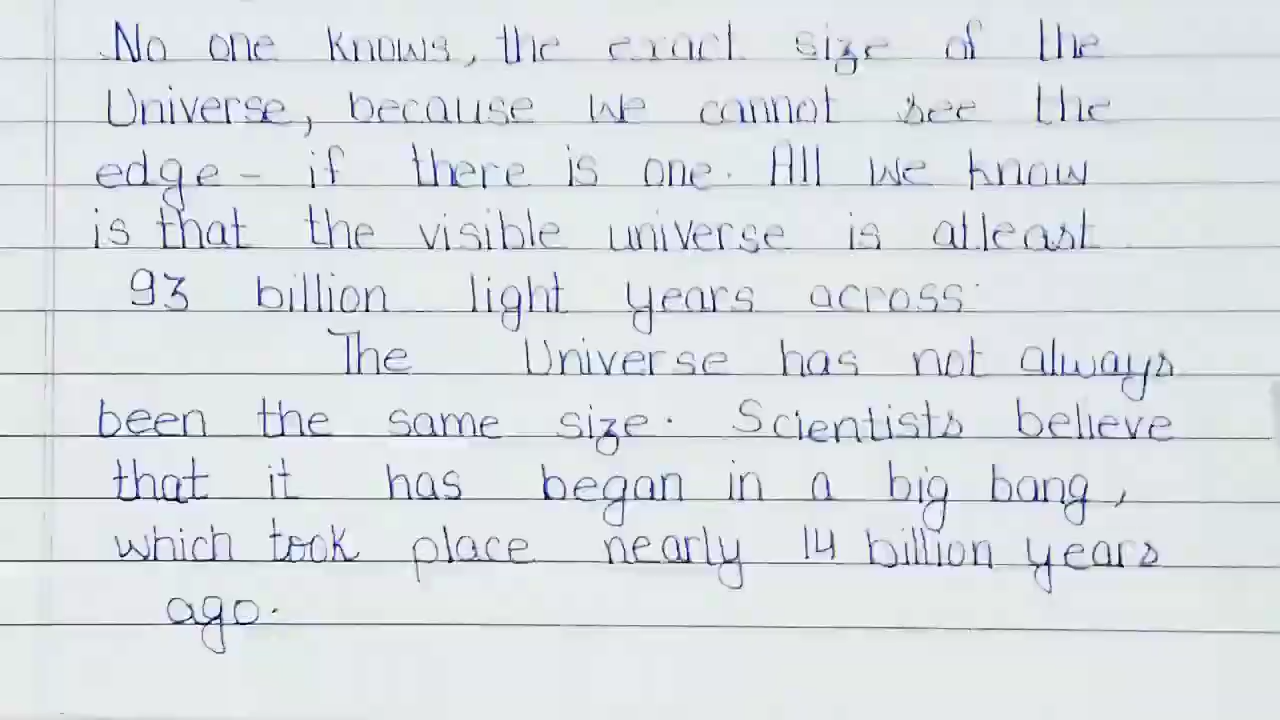 No one knows, the exact size of the
Universe, because we cannot see the
edge - if there is one. All we know
is that the visible universe is atleast
93 billion light years across.
The Universe has not always
been the same size. Scientists believe
that it has began in a big bang,
which took place nearly 14 billion years
ago.